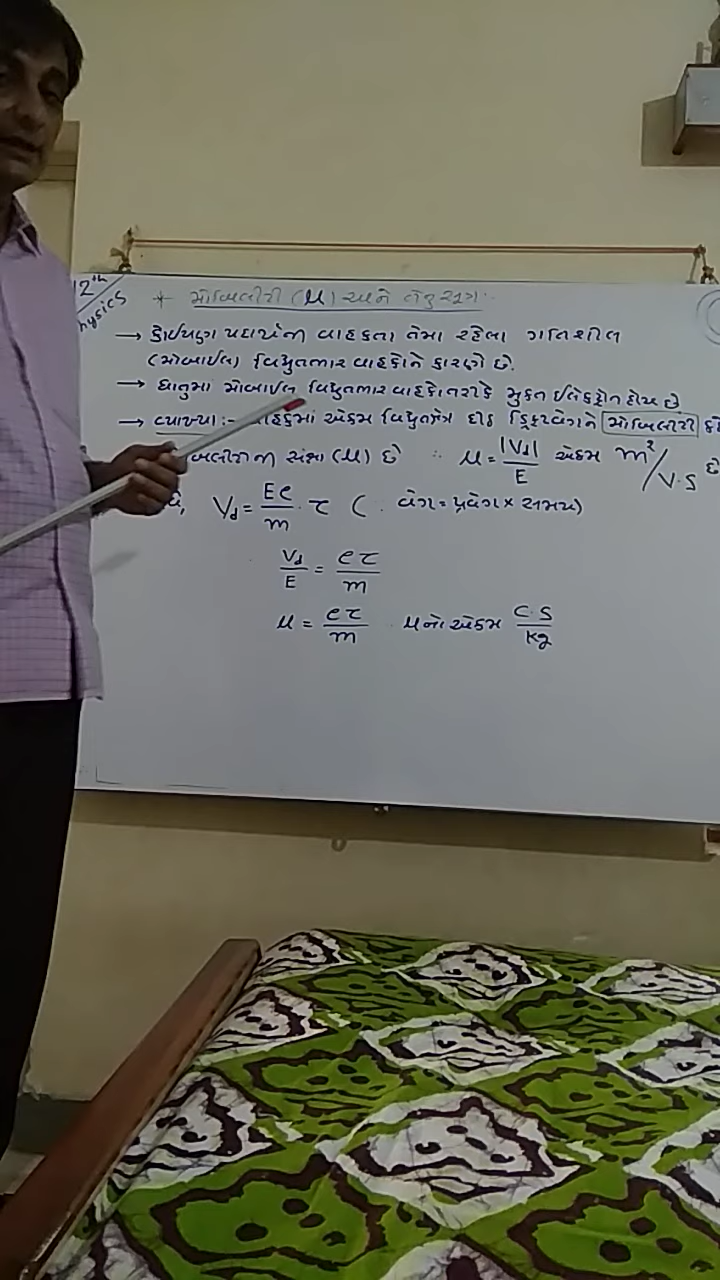 12th
Physics
* મોબિલીટી (μ) અને તેનું સૂત્ર :-
→ કોઈપણ પદાર્થની વાહકતા તેમા રહેલા ગતિશીલ
(મોબાઈલ) વિદ્યુતભાર વાહકોને કારણે છે.
→ ધાતુમાં મોબાઈલ વિદ્યુતભાર વાહકો તરીકે મુક્ત ઈલેક્ટ્રોન હોય છે
→ વ્યાખ્યા :- વાહકમાં એકમ વિદ્યુતક્ષેત્ર દીઠ ડ્રિફ્ટવેગને મોબિલીટી કહે
મોબિલીટીની સંજ્ઞા (μ) છે ∴ μ = |Vd|/E એકમ m²/V·S છે
Vd = Ee/m · τ ( ∴ વેગ = પ્રવેગ × સમય)
Vd/E = eτ/m
μ = eτ/m μનો એકમ C·S/kg